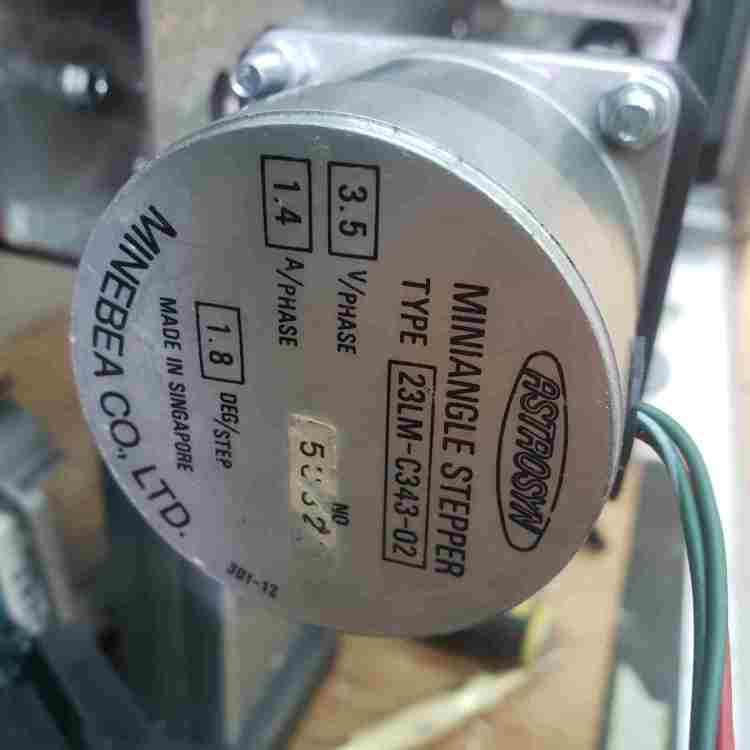 ASTROSYN
MINIANGLE STEPPER
TYPE 23LM-C343-02
3.5 V/PHASE
1.4 A/PHASE
NO
1.8 DEG/STEP
MADE IN SINGAPORE
MINEBEA CO., LTD.
301-12